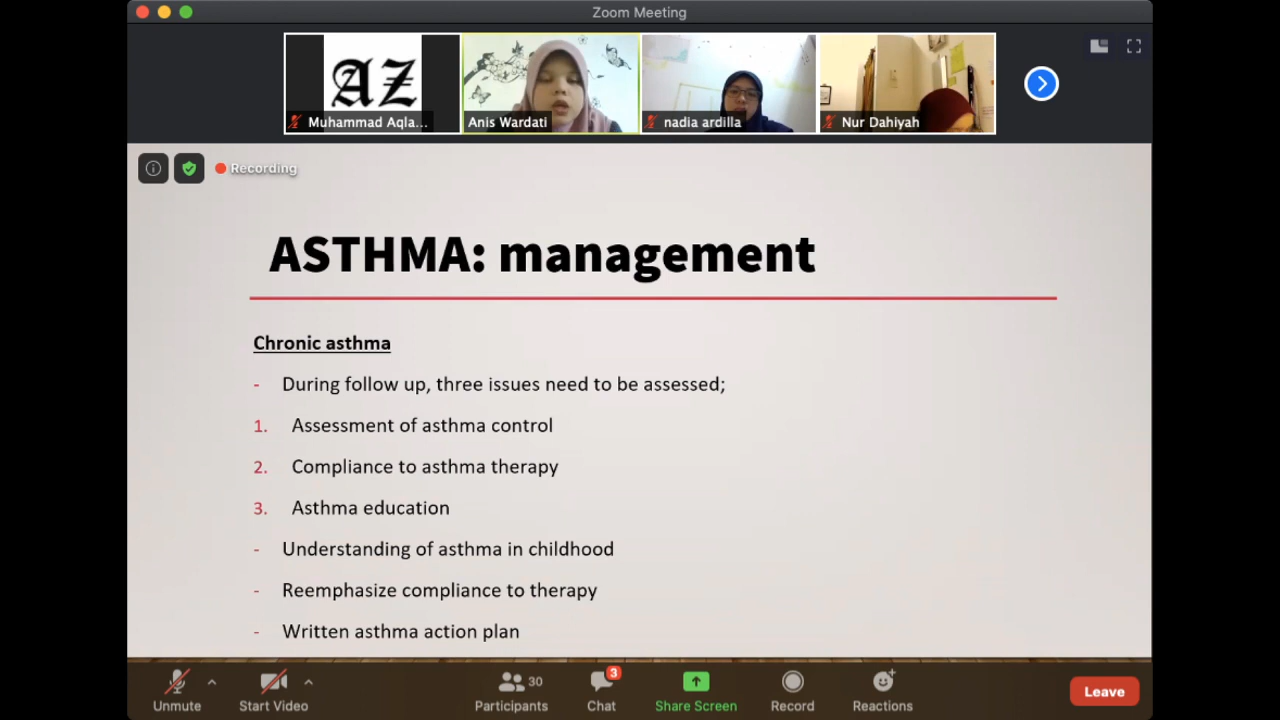 Zoom Meeting
AZ
Muhammad Aqla...
Anis Wardati
nadia ardilla
Nur Dahiyah
Recording
ASTHMA: management
Chronic asthma
- During follow up, three issues need to be assessed;
1. Assessment of asthma control
2. Compliance to asthma therapy
3. Asthma education
- Understanding of asthma in childhood
- Reemphasize compliance to therapy
- Written asthma action plan
Unmute
Start Video
30
Participants
3
Chat
Share Screen
Record
Reactions
Leave